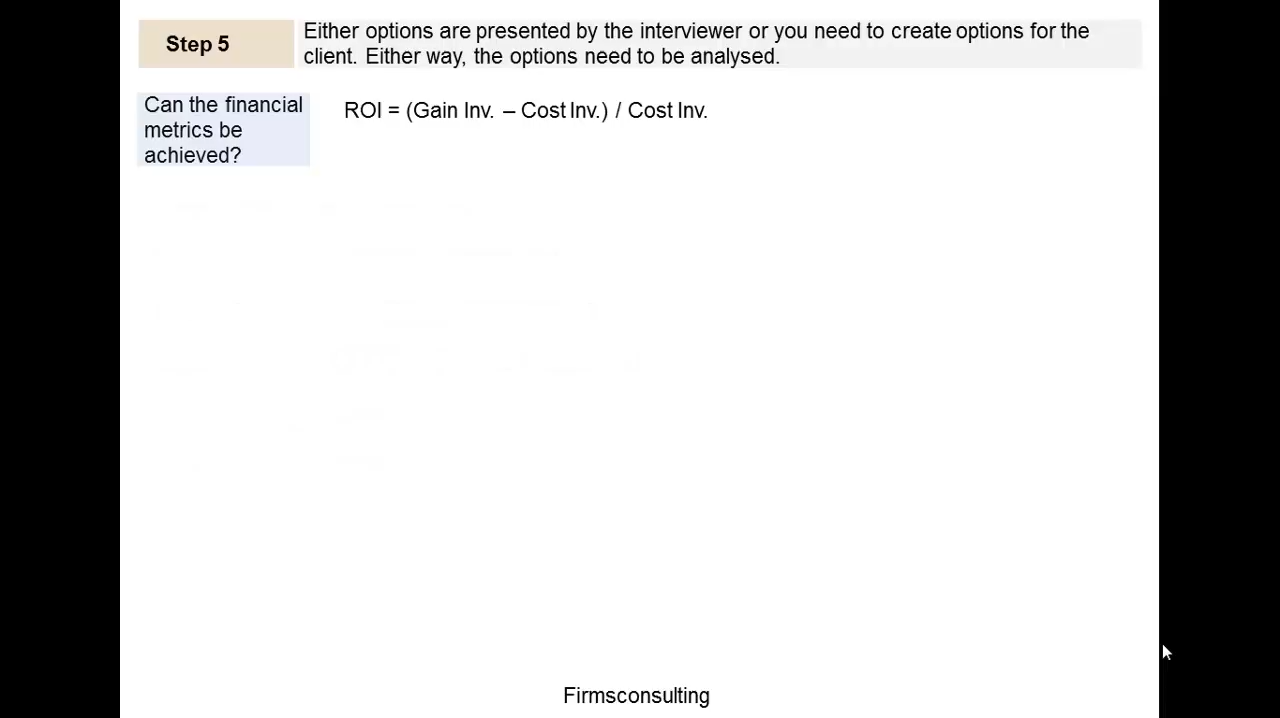 Step 5
Either options are presented by the interviewer or you need to create options for the
client. Either way, the options need to be analysed.
Can the financial
metrics be
achieved?
ROI = (Gain Inv. – Cost Inv.) / Cost Inv.
Firmsconsulting